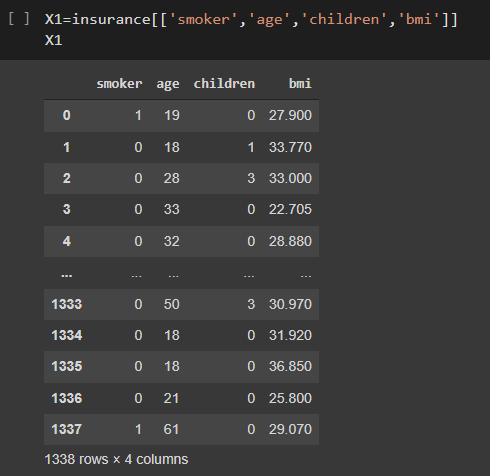 [ ] X1=insurance[['smoker','age','children','bmi']]
X1
smoker age children bmi
0 1 19 0 27.900
1 0 18 1 33.770
2 0 28 3 33.000
3 0 33 0 22.705
4 0 32 0 28.880
... ... ... ... ...
1333 0 50 3 30.970
1334 0 18 0 31.920
1335 0 18 0 36.850
1336 0 21 0 25.800
1337 1 61 0 29.070
1338 rows × 4 columns